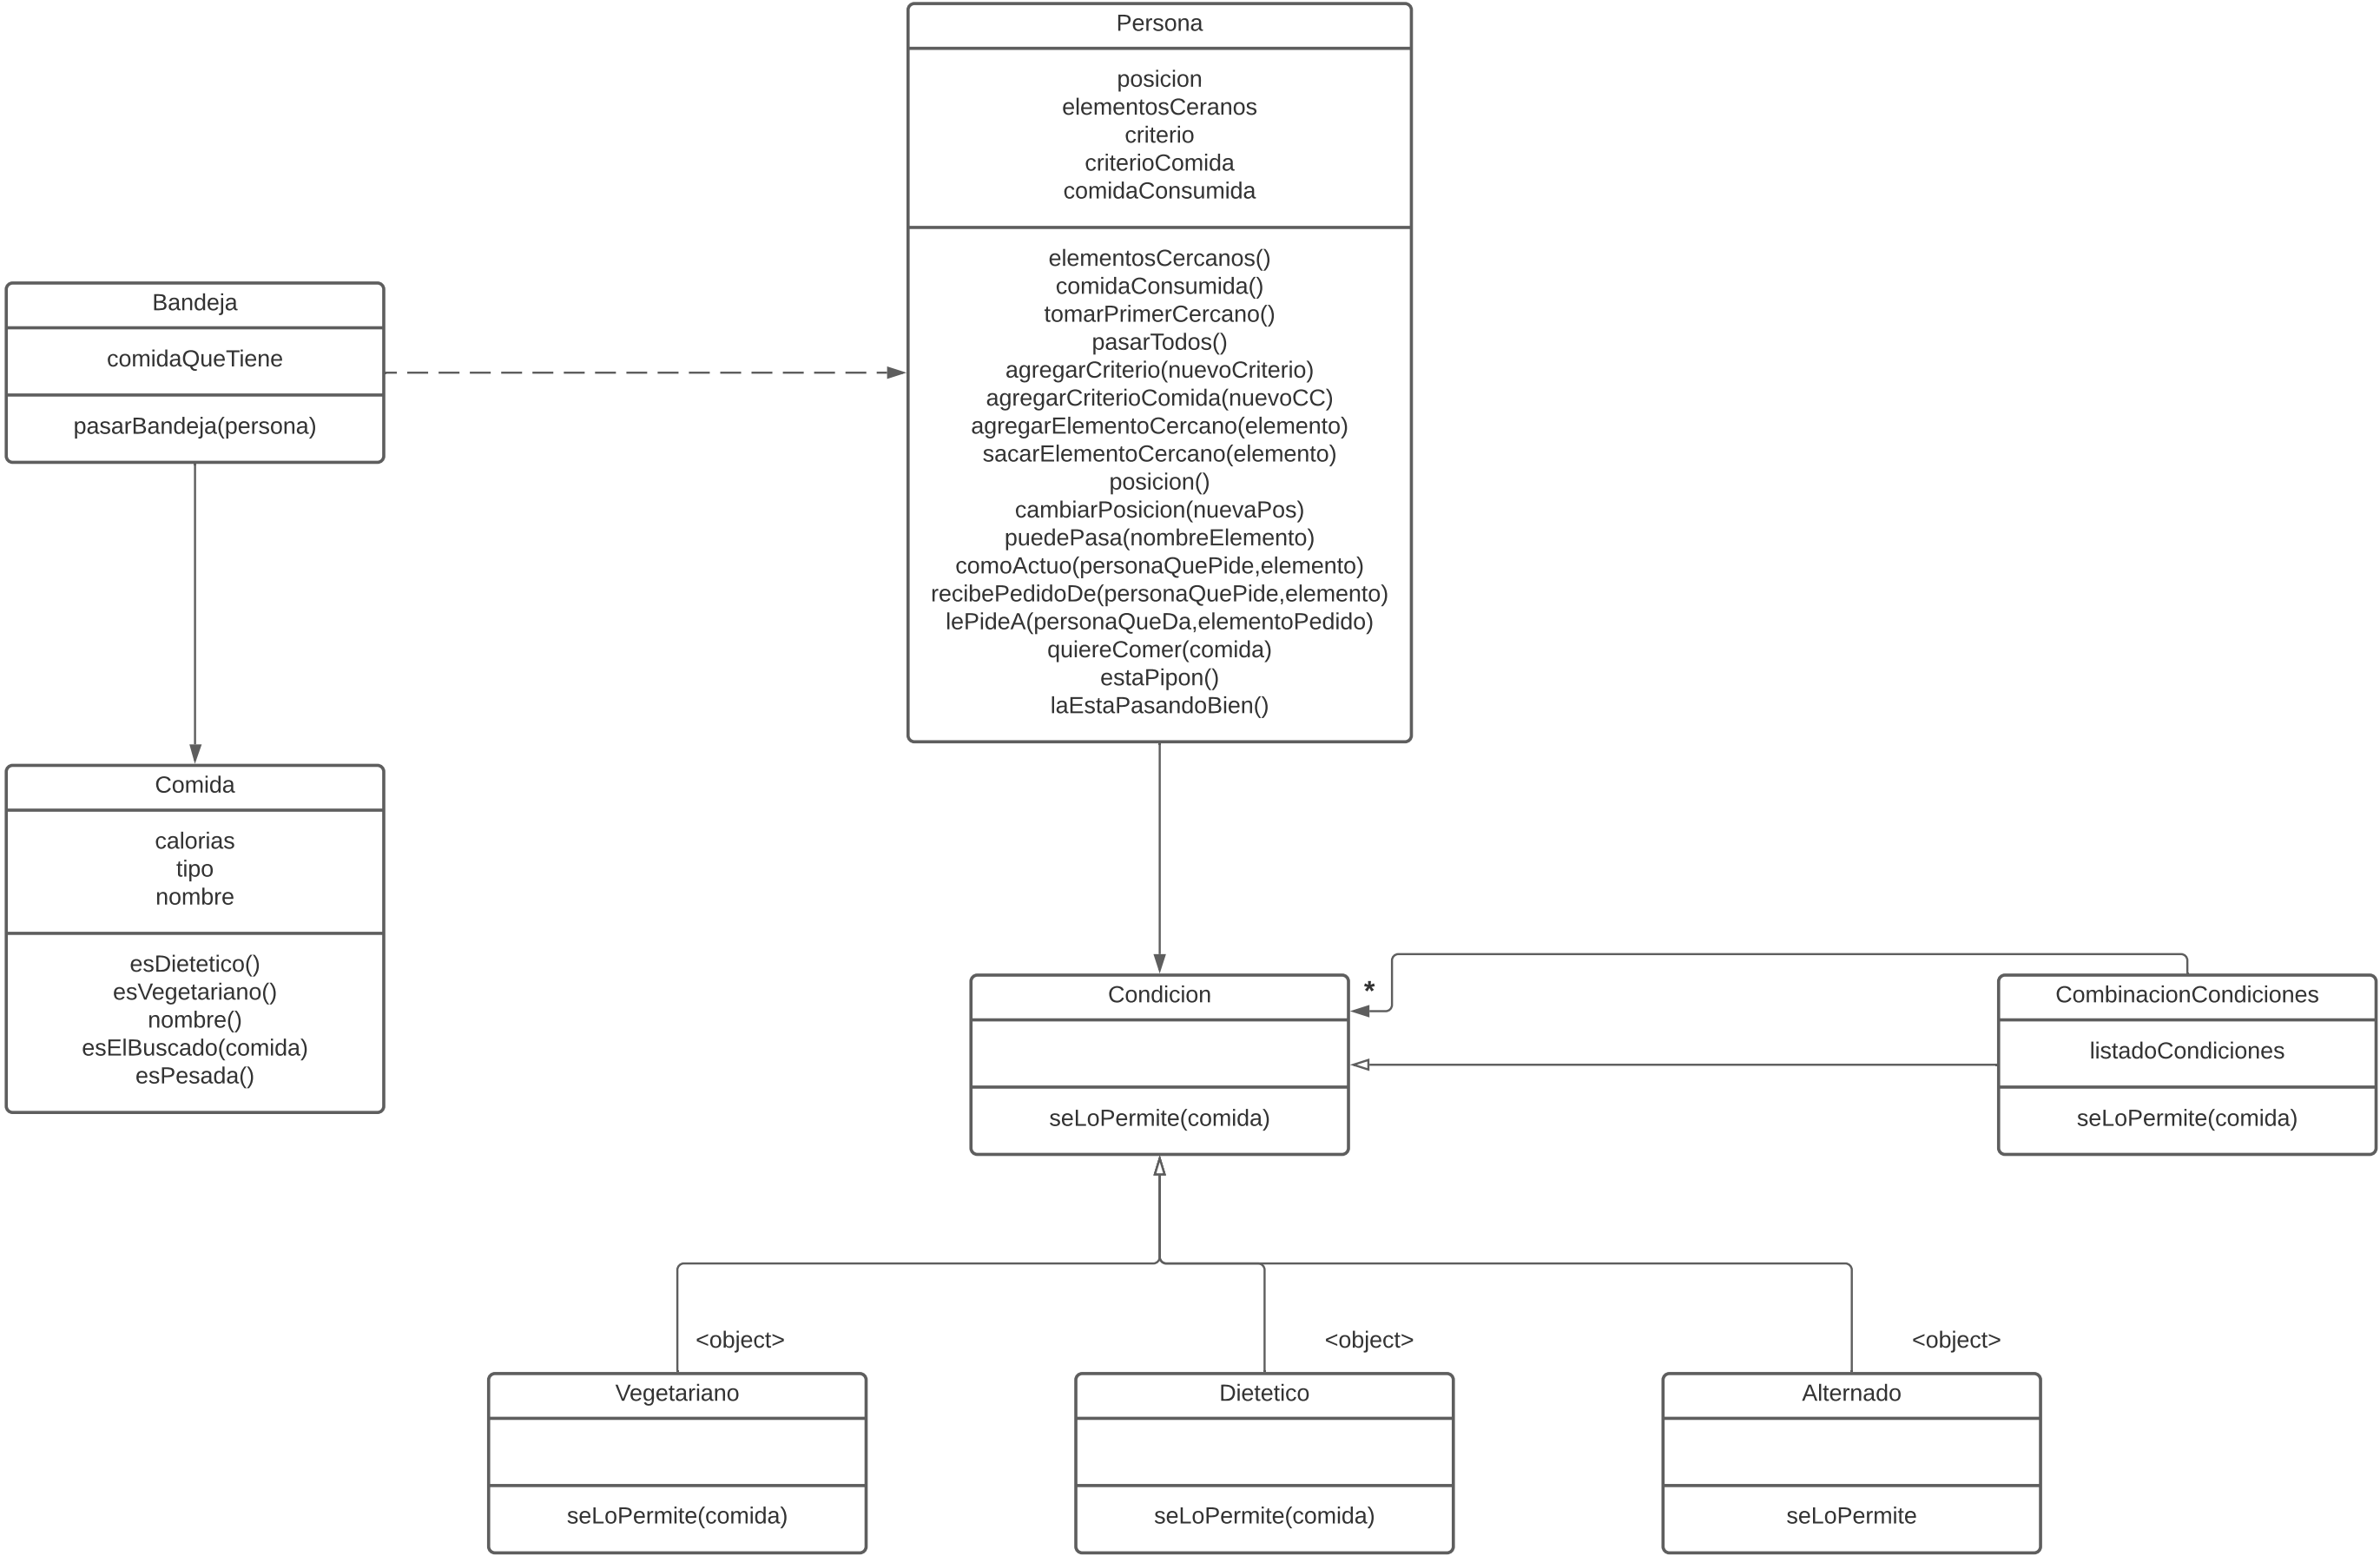 Persona
posicion
elementosCeranos
criterio
criterioComida
comidaConsumida
elementosCercanos()
comidaConsumida()
tomarPrimerCercano()
pasarTodos()
agregarCriterio(nuevoCriterio)
agregarCriterioComida(nuevoCC)
agregarElementoCercano(elemento)
sacarElementoCercano(elemento)
posicion()
cambiarPosicion(nuevaPos)
puedePasa(nombreElemento)
comoActuo(personaQuePide,elemento)
recibePedidoDe(personaQuePide,elemento)
lePideA(personaQueDa,elementoPedido)
quiereComer(comida)
estaPipon()
laEstaPasandoBien()
Bandeja
comidaQueTiene
pasarBandeja(persona)
Comida
calorias
tipo
nombre
esDietetico()
esVegetariano()
nombre()
esElBuscado(comida)
esPesada()
Condicion
seLoPermite(comida)
*
CombinacionCondiciones
listadoCondiciones
seLoPermite(comida)
<object>
Vegetariano
seLoPermite(comida)
<object>
Dietetico
seLoPermite(comida)
<object>
Alternado
seLoPermite